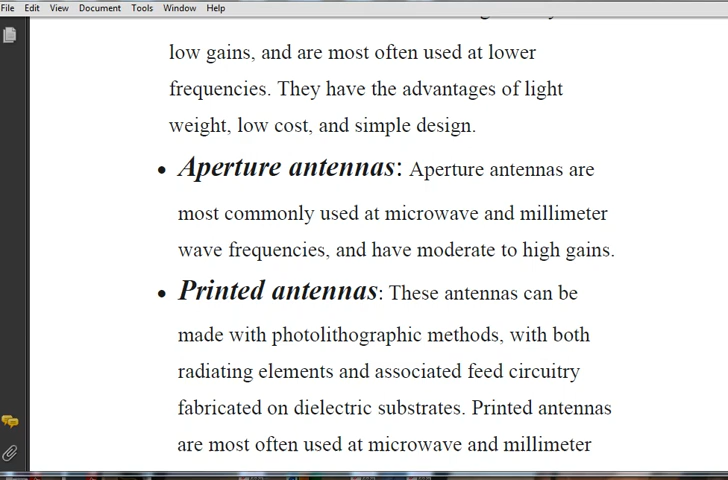 File Edit View Document Tools Window Help
low gains, and are most often used at lower
frequencies. They have the advantages of light
weight, low cost, and simple design.
• Aperture antennas: Aperture antennas are
most commonly used at microwave and millimeter
wave frequencies, and have moderate to high gains.
• Printed antennas: These antennas can be
made with photolithographic methods, with both
radiating elements and associated feed circuitry
fabricated on dielectric substrates. Printed antennas
are most often used at microwave and millimeter